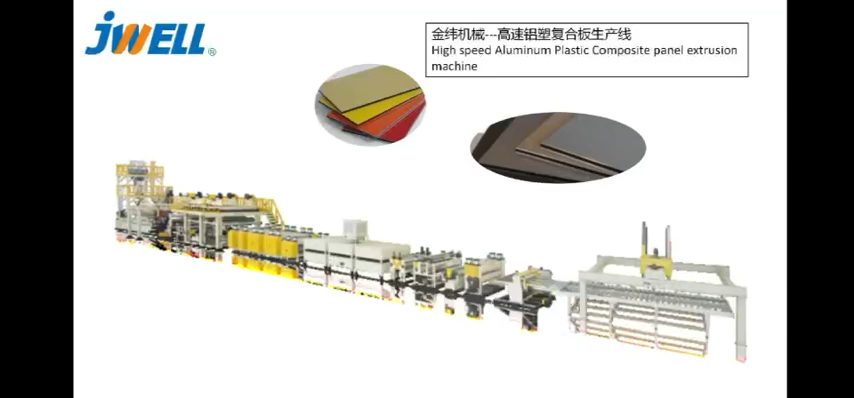 JWELL®
金纬机械---高速铝塑复合板生产线
High speed Aluminum Plastic Composite panel extrusion
machine